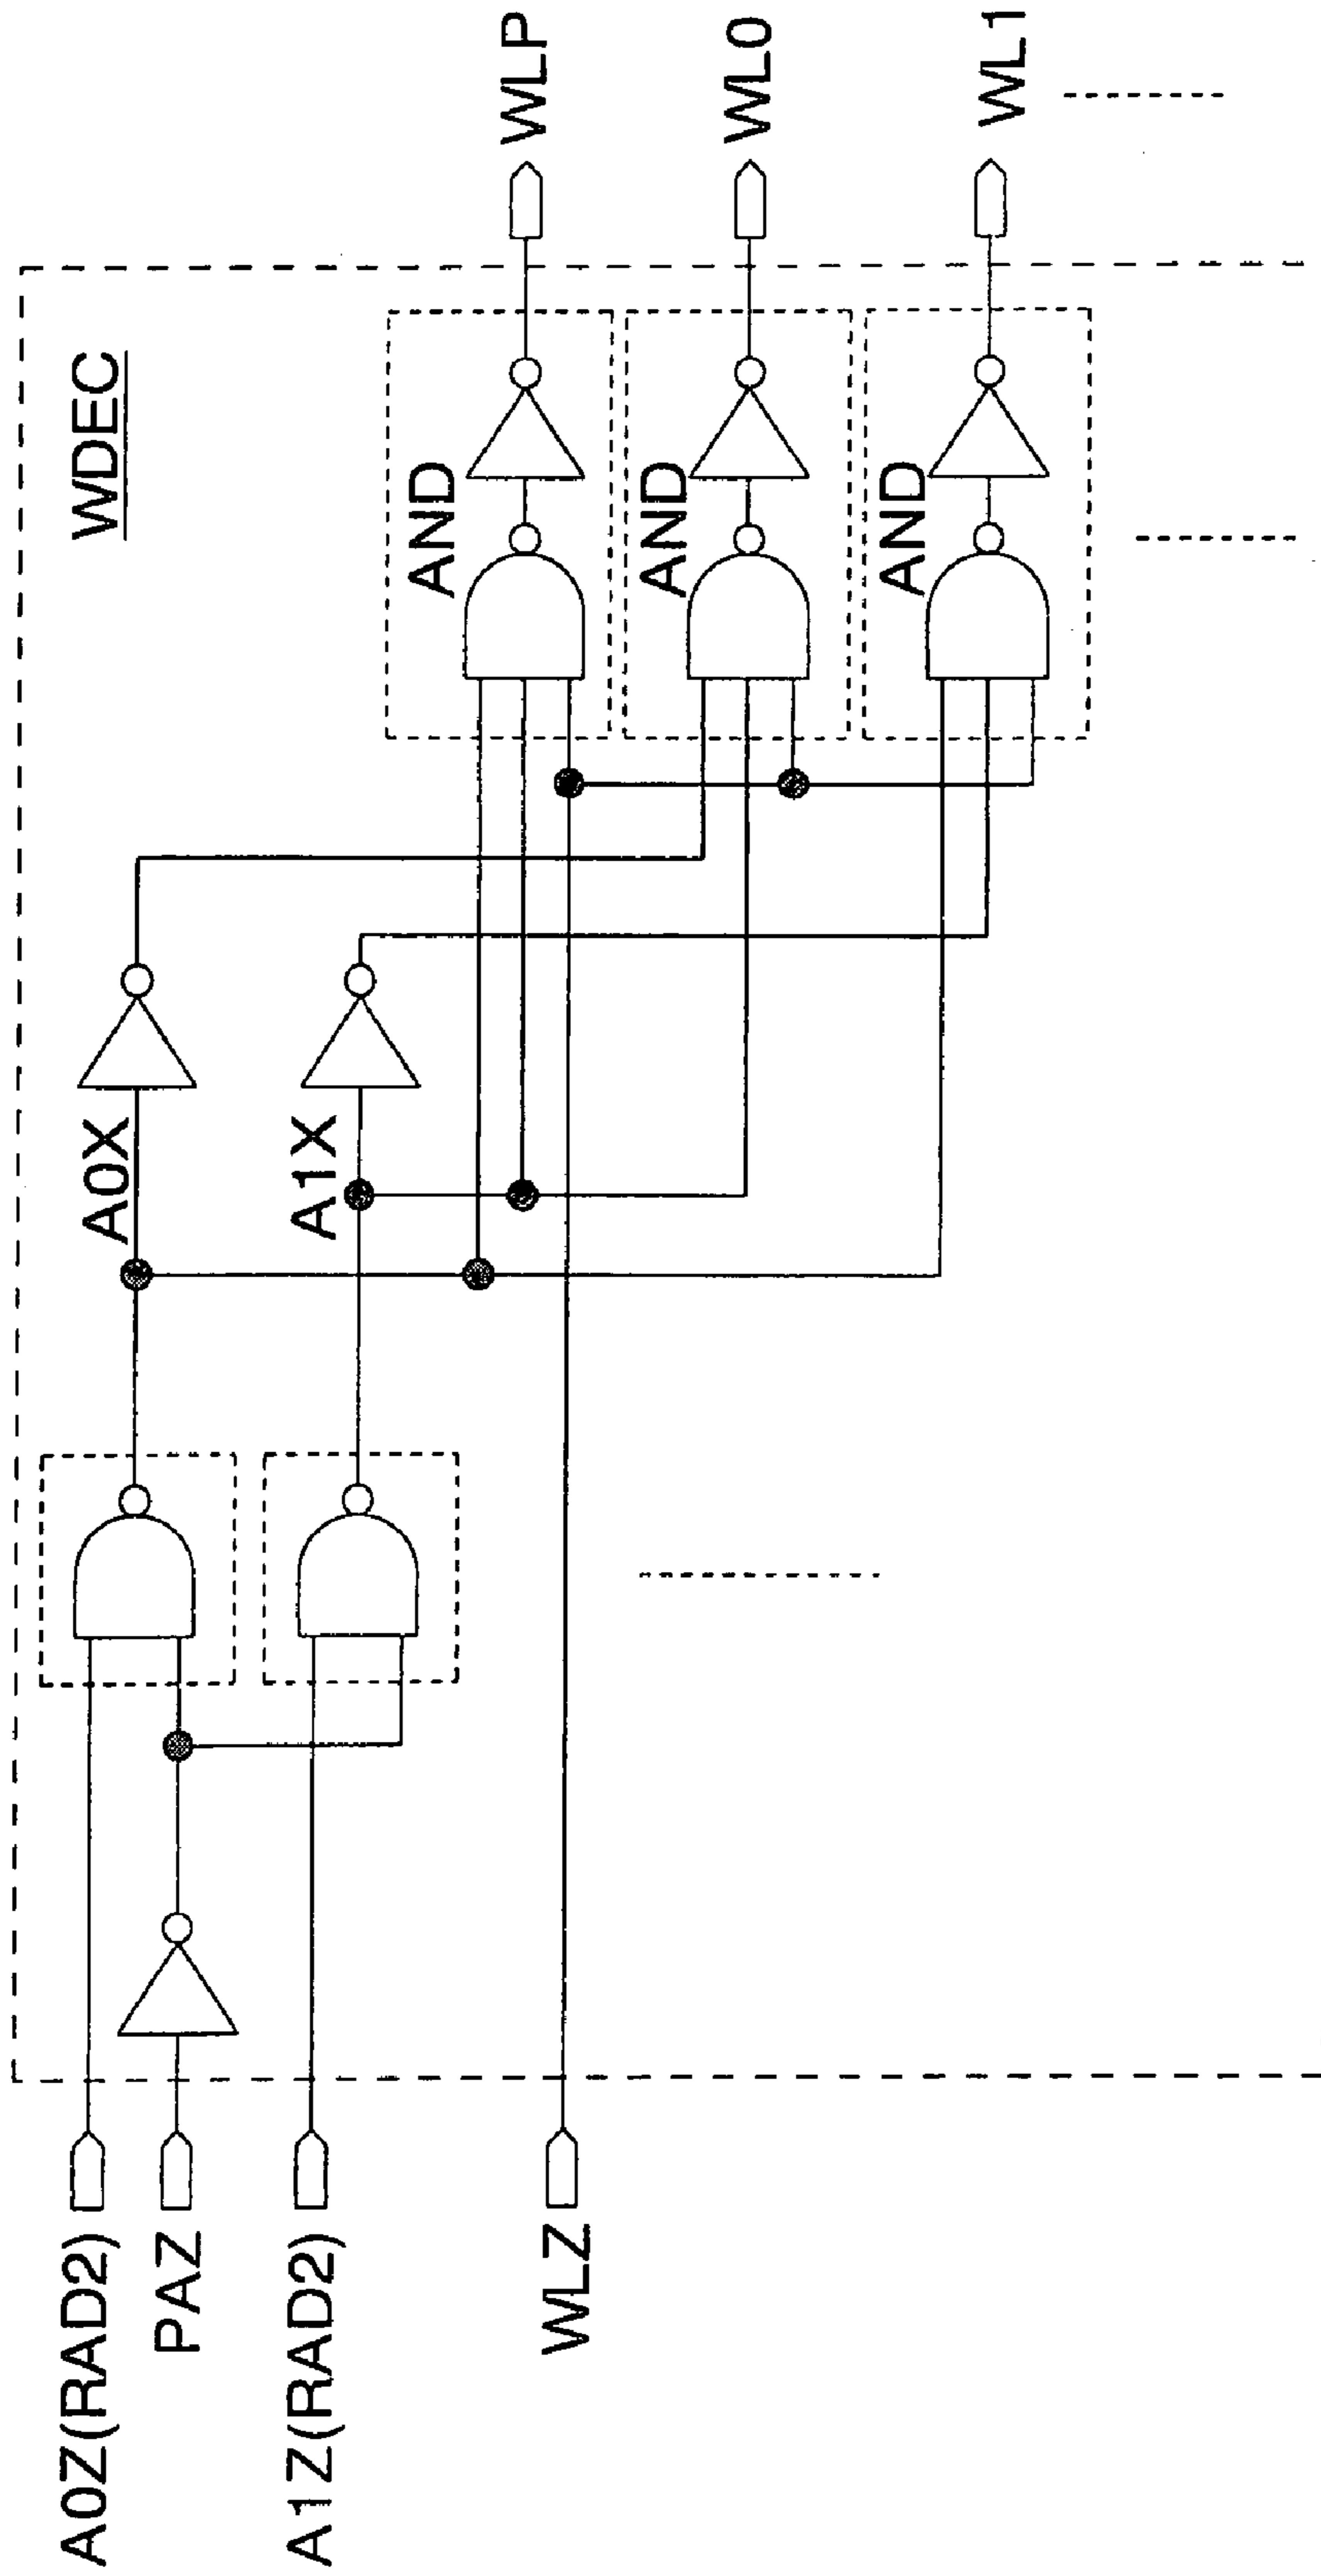 WDEC
A0Z(RAD2)
PAZ
A1Z(RAD2)
WLZ
A0X
A1X
AND
AND
AND
WLP
WL0
WL1